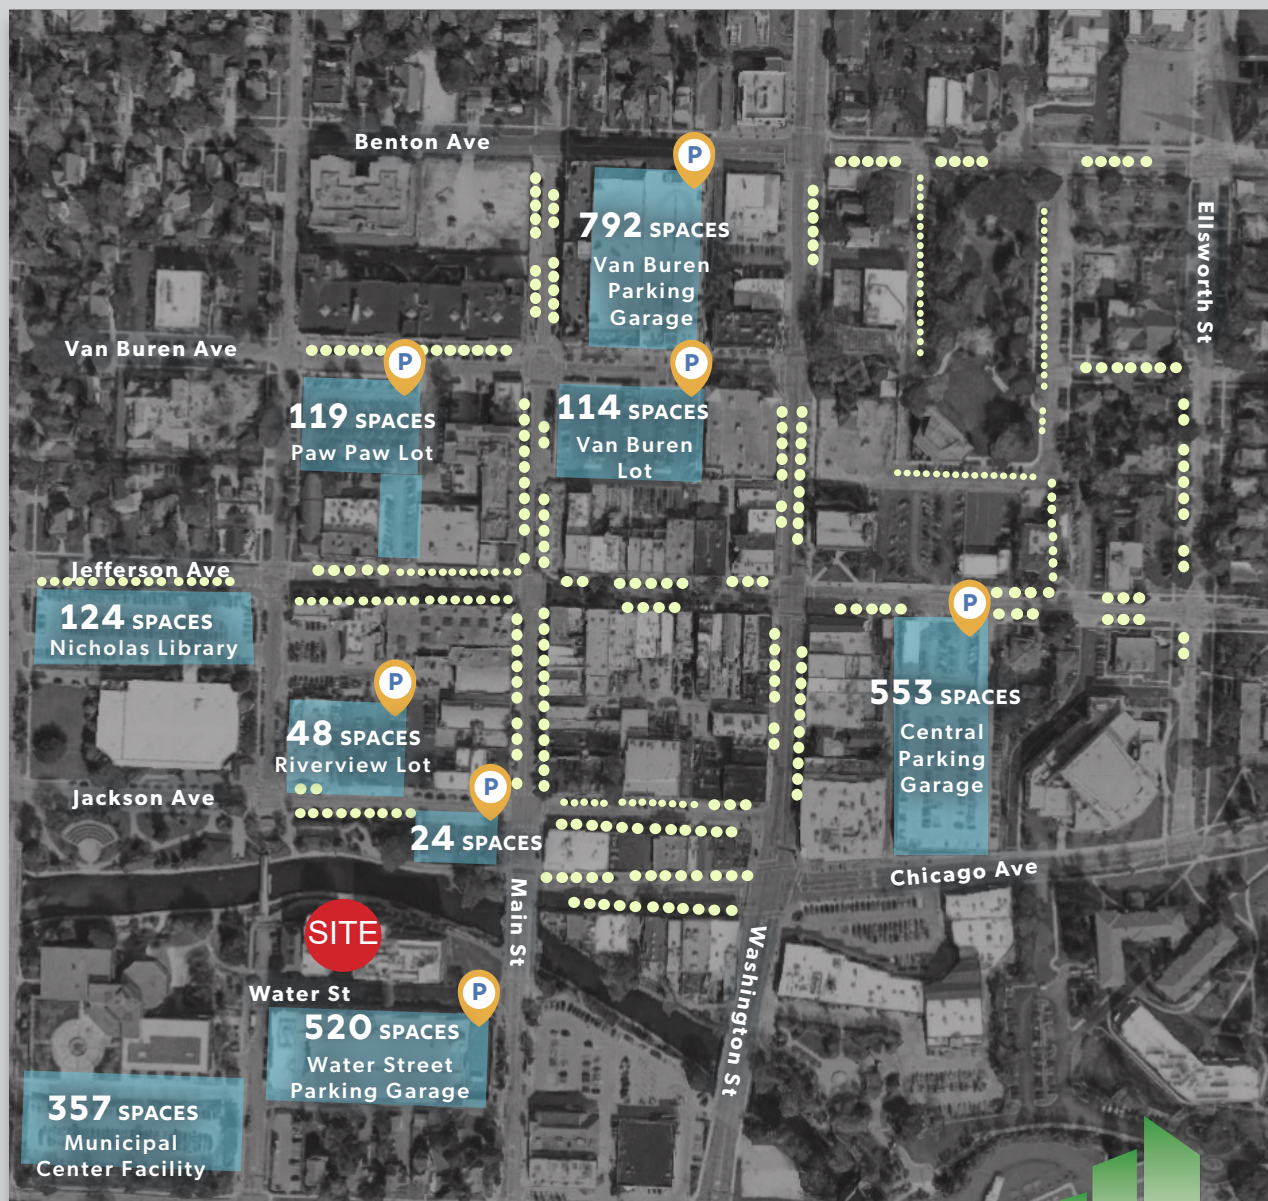 Benton Ave
P
792 SPACES
Van Buren
Parking
Garage
Ellsworth St
Van Buren Ave
P
119 SPACES
Paw Paw Lot
P
114 SPACES
Van Buren
Lot
Jefferson Ave
124 SPACES
Nicholas Library
P
553 SPACES
Central
Parking
Garage
P
48 SPACES
Riverview Lot
Jackson Ave
P
24 SPACES
Chicago Ave
Main St
Washington St
SITE
Water St
P
520 SPACES
Water Street
Parking Garage
357 SPACES
Municipal
Center Facility